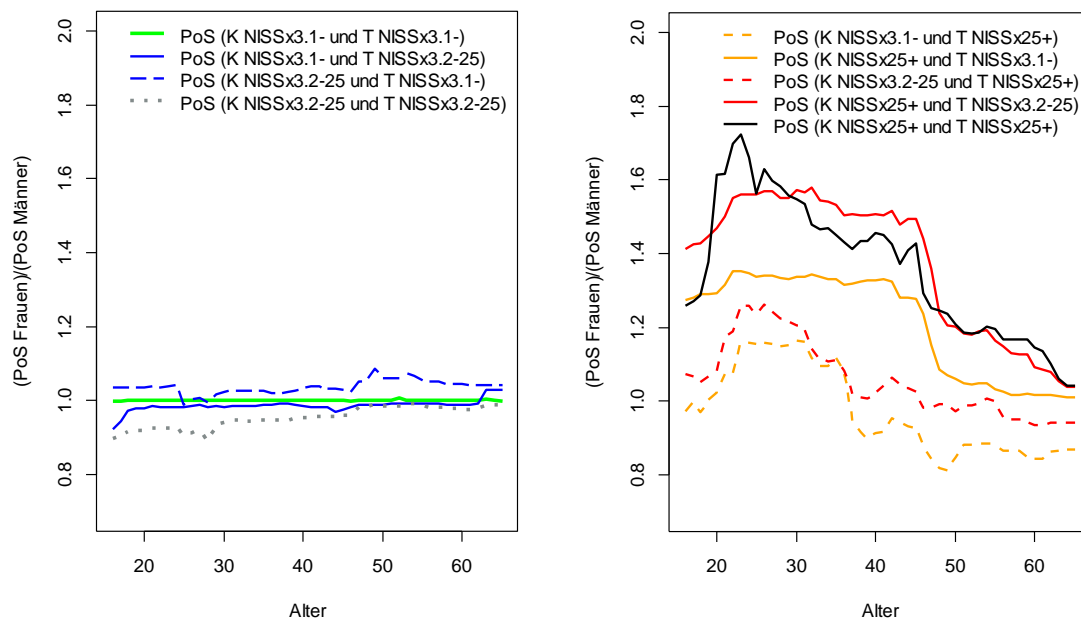 PoS (K NISSx3.1- und T NISSx3.1-)
PoS (K NISSx3.1- und T NISSx3.2-25)
PoS (K NISSx3.2-25 und T NISSx3.1-)
PoS (K NISSx3.2-25 und T NISSx3.2-25)
(PoS Frauen)/(PoS Männer)
2.0
1.8
1.6
1.4
1.2
1.0
0.8
20 30 40 50 60
Alter
PoS (K NISSx3.1- und T NISSx25+)
PoS (K NISSx25+ und T NISSx3.1-)
PoS (K NISSx3.2-25 und T NISSx25+)
PoS (K NISSx25+ und T NISSx3.2-25)
PoS (K NISSx25+ und T NISSx25+)
(PoS Frauen)/(PoS Männer)
2.0
1.8
1.6
1.4
1.2
1.0
0.8
20 30 40 50 60
Alter